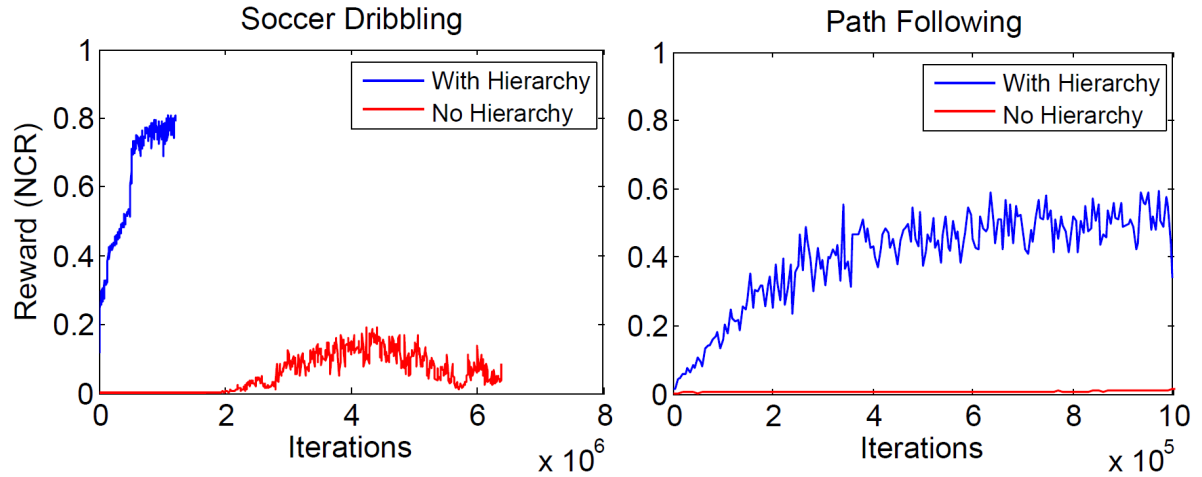 Soccer Dribbling
Reward (NCR)
1
0.8
0.6
0.4
0.2
0
With Hierarchy
No Hierarchy
0 2 4 6 8
Iterations
x 10^6
Path Following
1
0.8
0.6
0.4
0.2
0
With Hierarchy
No Hierarchy
0 2 4 6 8 10
Iterations
x 10^5